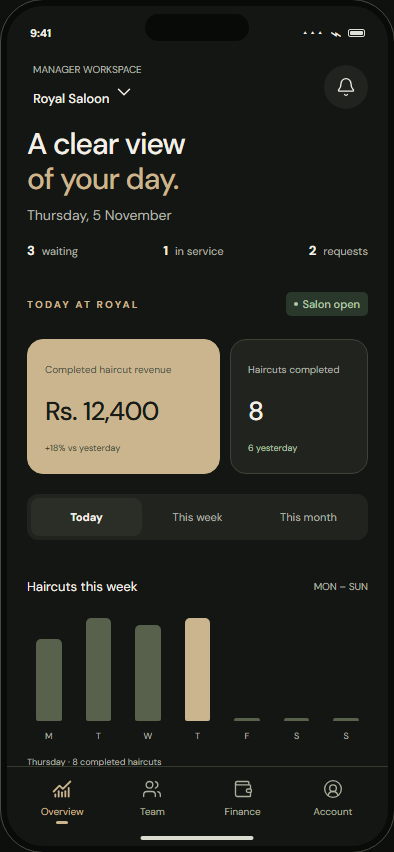 9:41
MANAGER WORKSPACE
Royal Saloon
A clear view
of your day.
Thursday, 5 November
3 waiting 1 in service 2 requests
TODAY AT ROYAL
• Salon open
Completed haircut revenue
Rs. 12,400
+18% vs yesterday
Haircuts completed
8
6 yesterday
Today This week This month
Haircuts this week
MON – SUN
M T W T F S S
Thursday · 8 completed haircuts
Overview Team Finance Account